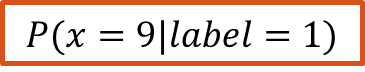 P(x = 9|label = 1)